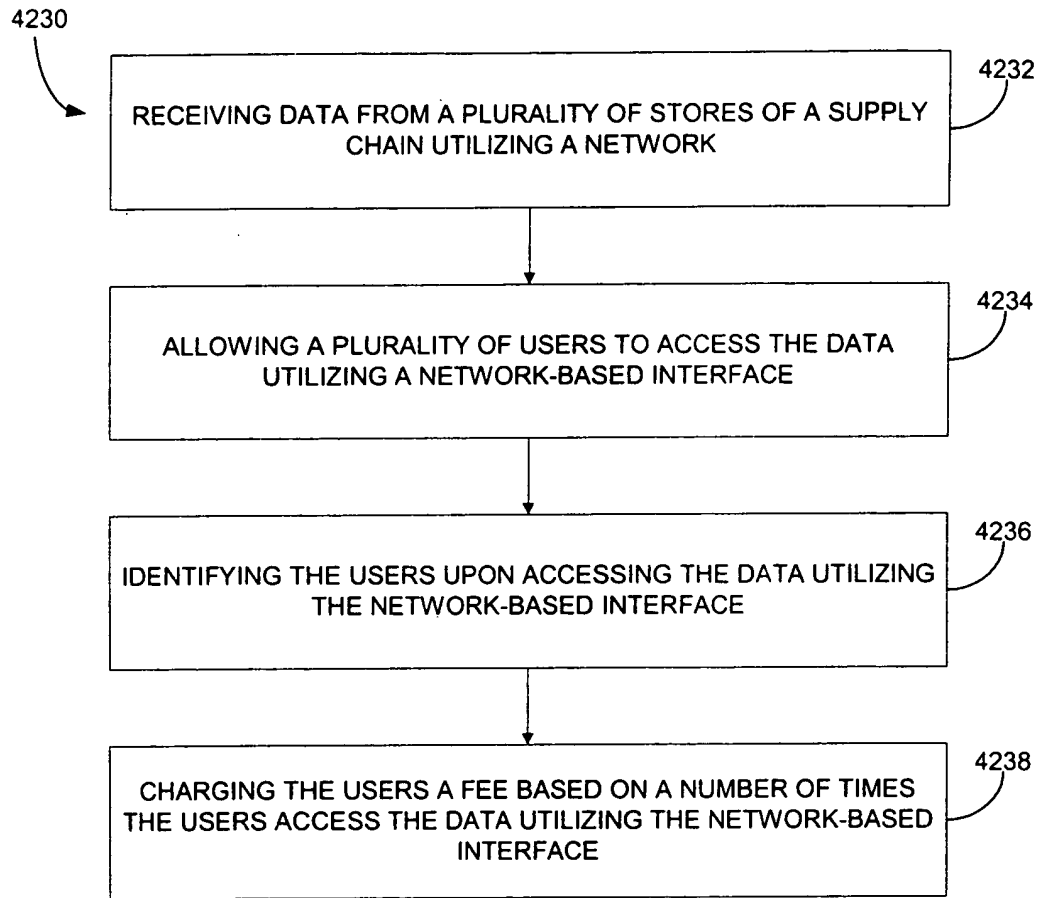 4230
4232
RECEIVING DATA FROM A PLURALITY OF STORES OF A SUPPLY
CHAIN UTILIZING A NETWORK
4234
ALLOWING A PLURALITY OF USERS TO ACCESS THE DATA
UTILIZING A NETWORK-BASED INTERFACE
4236
IDENTIFYING THE USERS UPON ACCESSING THE DATA UTILIZING
THE NETWORK-BASED INTERFACE
4238
CHARGING THE USERS A FEE BASED ON A NUMBER OF TIMES
THE USERS ACCESS THE DATA UTILIZING THE NETWORK-BASED
INTERFACE